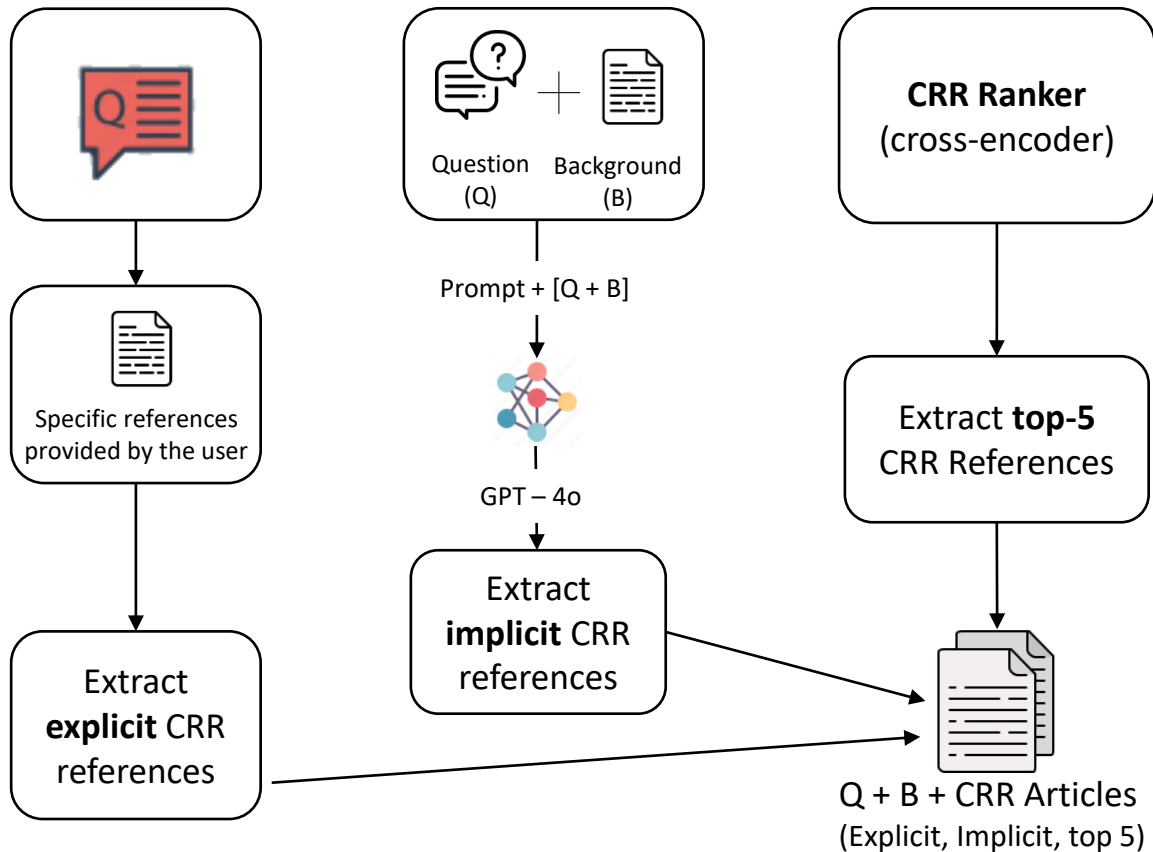 Q
Specific references
provided by the user
Extract
explicit CRR
references
?
Question
(Q)
Background
(B)
Prompt + [Q + B]
GPT – 4o
Extract
implicit CRR
references
CRR Ranker
(cross-encoder)
Extract top-5
CRR References
Q + B + CRR Articles
(Explicit, Implicit, top 5)